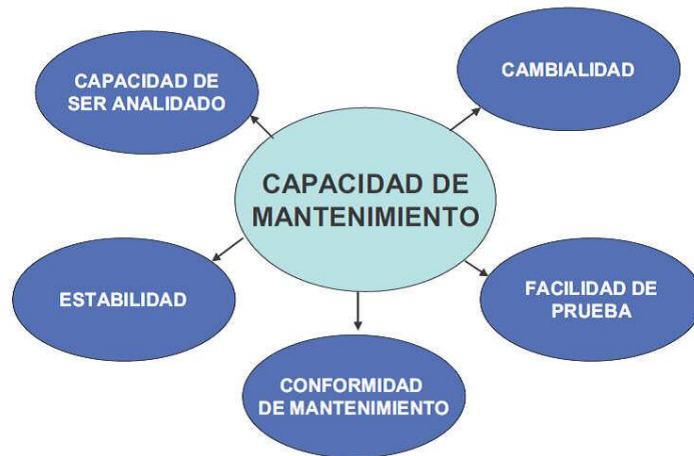 CAPACIDAD DE
SER ANALIDADO
CAMBIALIDAD
CAPACIDAD DE
MANTENIMIENTO
ESTABILIDAD
FACILIDAD DE
PRUEBA
CONFORMIDAD
DE MANTENIMIENTO